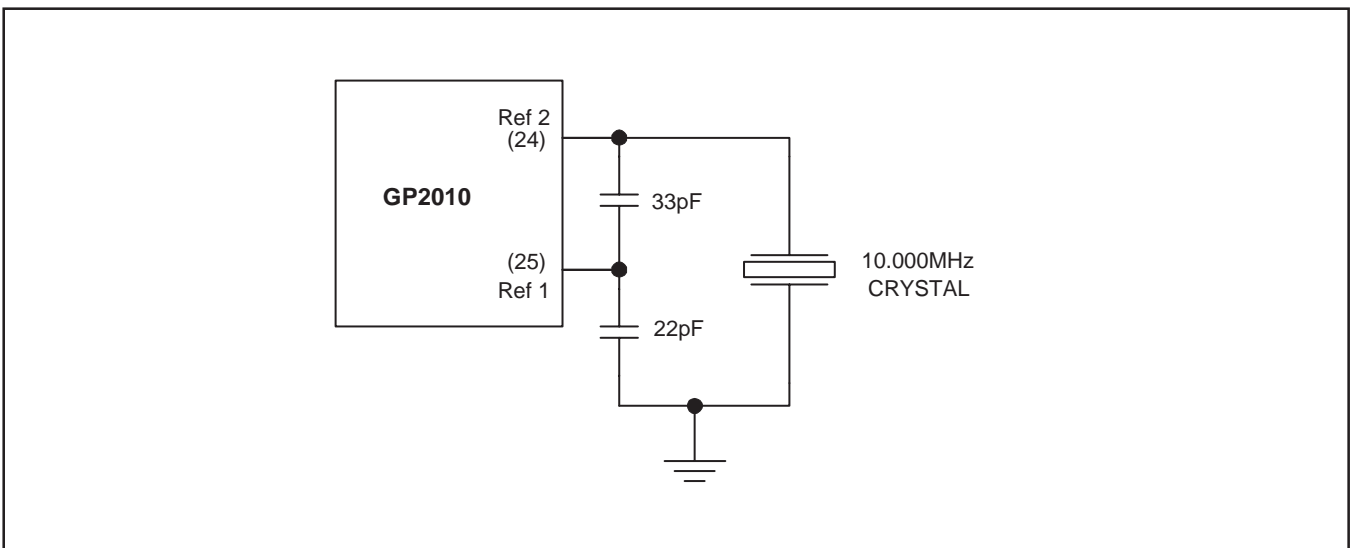 Ref 2
(24)
GP2010
33pF
(25)
Ref 1
10.000MHz
CRYSTAL
22pF